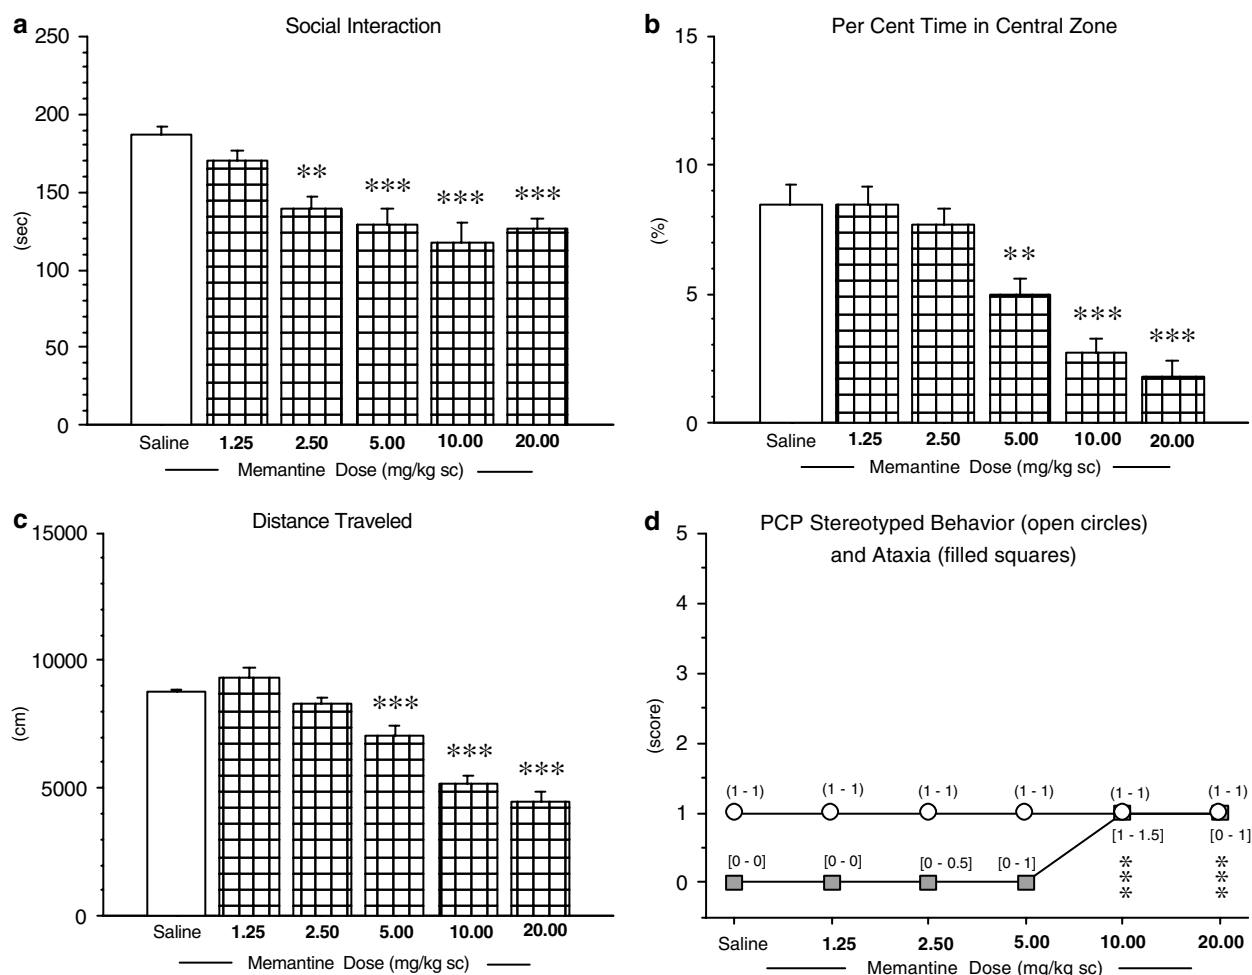 a
Social Interaction
250
200
150
100
50
0
(sec)
**
***
***
***
Saline 1.25 2.50 5.00 10.00 20.00
Memantine Dose (mg/kg sc)
b
Per Cent Time in Central Zone
15
10
5
0
(%)
**
***
***
Saline 1.25 2.50 5.00 10.00 20.00
Memantine Dose (mg/kg sc)
c
Distance Traveled
15000
10000
5000
0
(cm)
***
***
***
Saline 1.25 2.50 5.00 10.00 20.00
Memantine Dose (mg/kg sc)
d
PCP Stereotyped Behavior (open circles)
and Ataxia (filled squares)
5
4
3
2
1
0
(score)
(1 - 1) (1 - 1) (1 - 1) (1 - 1) (1 - 1) (1 - 1)
[0 - 0] [0 - 0] [0 - 0.5] [0 - 1] [1 - 1.5] [0 - 1]
*** ***
Saline 1.25 2.50 5.00 10.00 20.00
Memantine Dose (mg/kg sc)